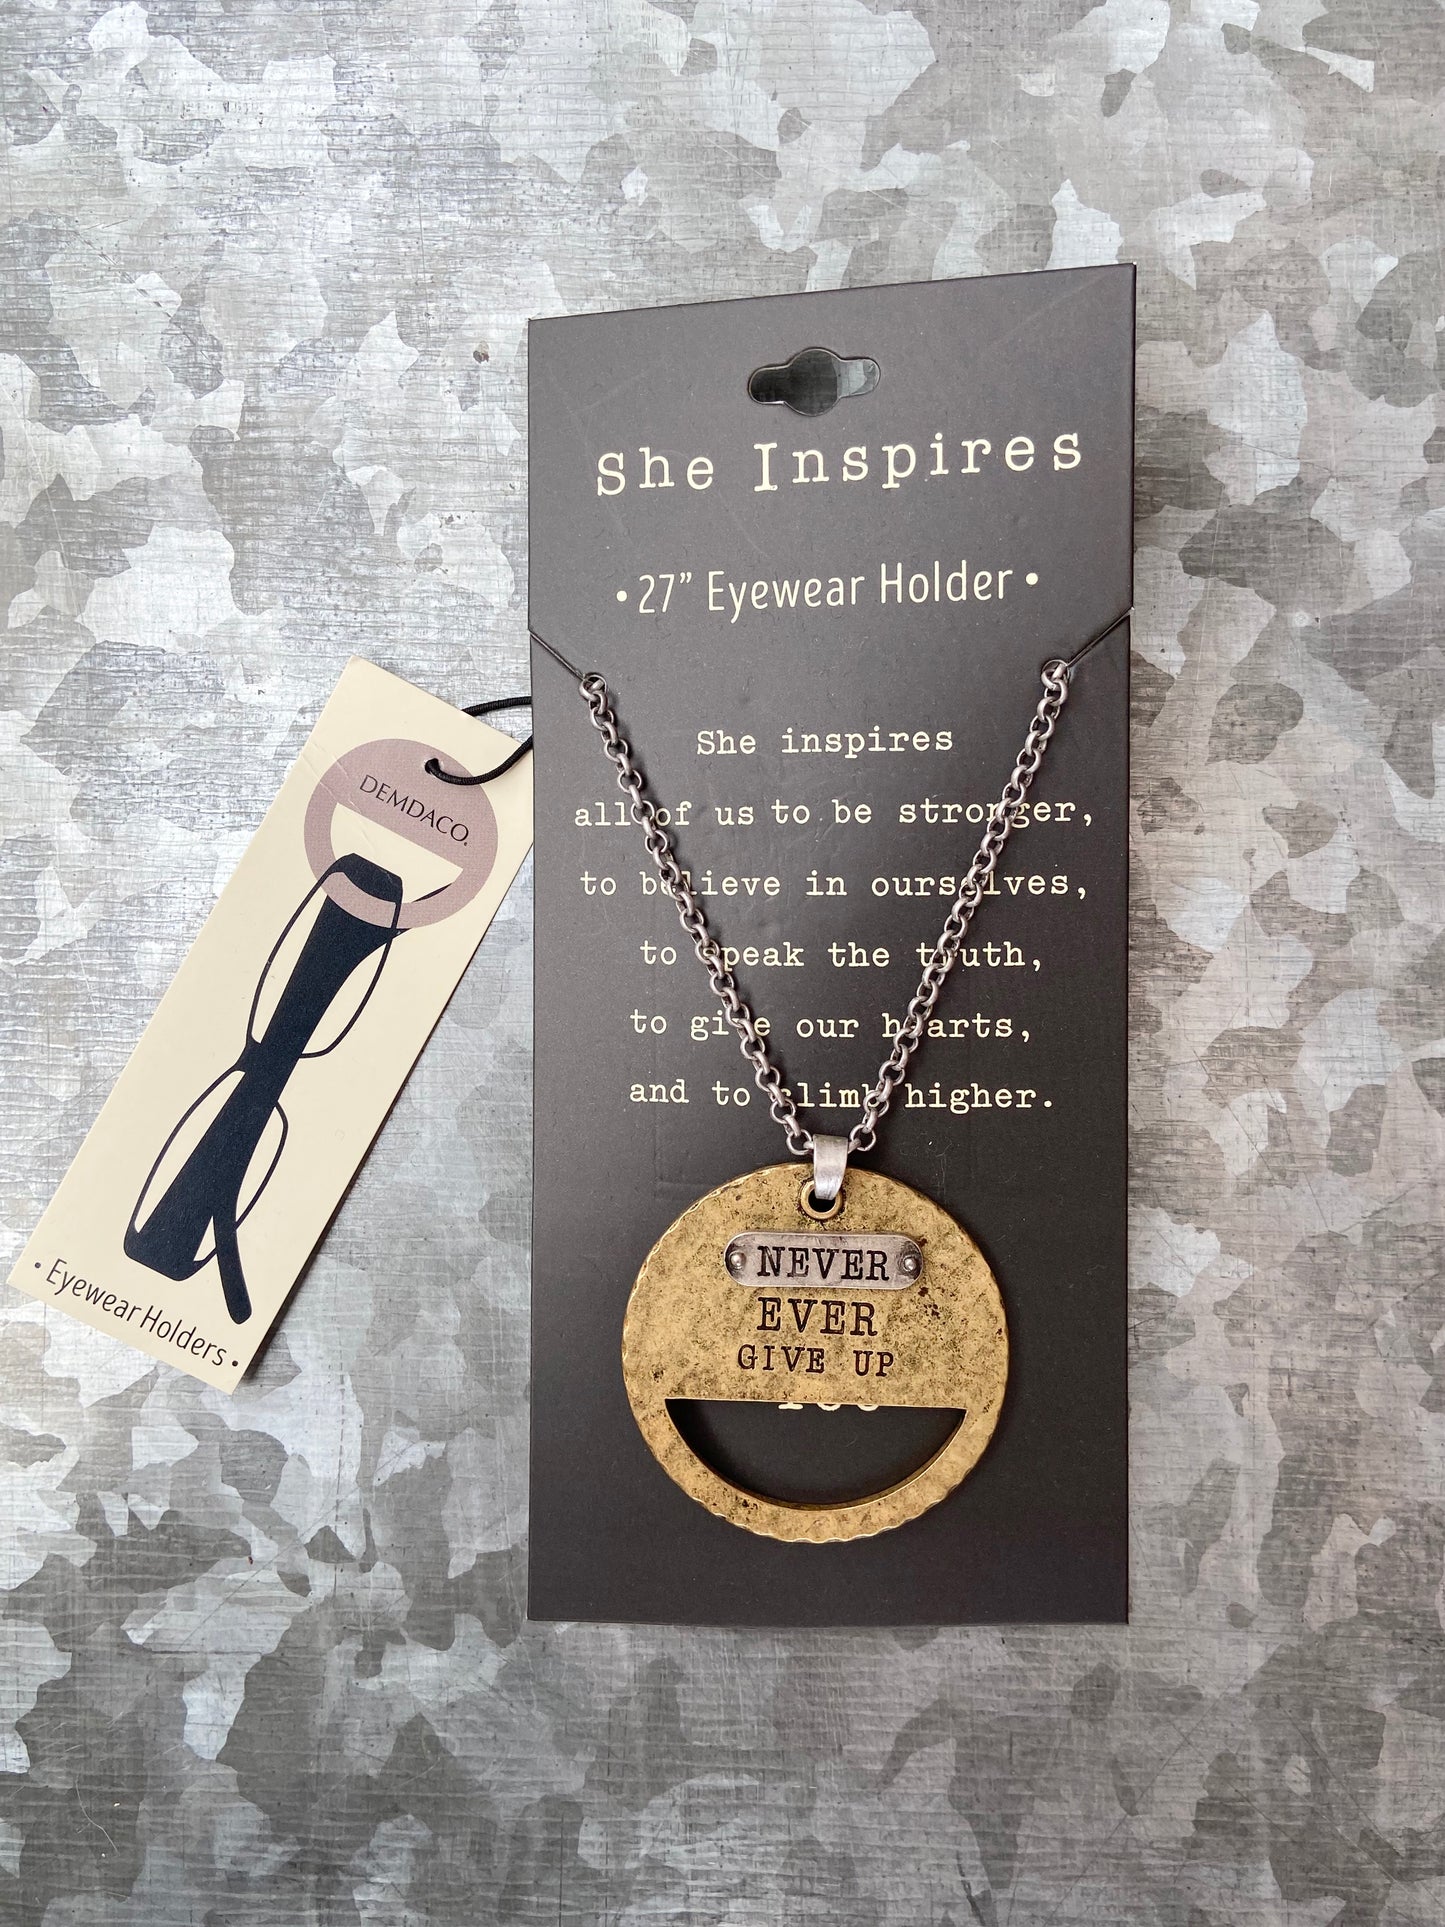 She Inspires
• 27” Eyewear Holder •
She inspires
all of us to be stronger,
to believe in ourselves,
to speak the truth,
to give our hearts,
and to climb higher.
NEVER
EVER
GIVE UP
DEMDACO®
• Eyewear Holders •